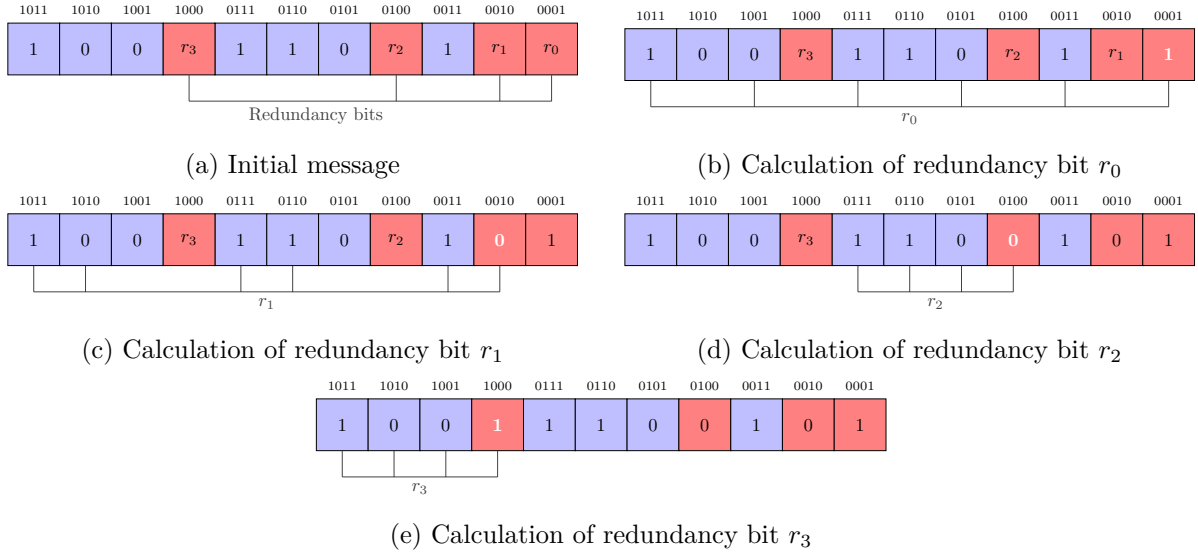 1011 1010 1001 1000 0111 0110 0101 0100 0011 0010 0001
1 0 0 r₃ 1 1 0 r₂ 1 r₁ r₀
Redundancy bits
(a) Initial message
1011 1010 1001 1000 0111 0110 0101 0100 0011 0010 0001
1 0 0 r₃ 1 1 0 r₂ 1 r₁ 1
r₀
(b) Calculation of redundancy bit r₀
1011 1010 1001 1000 0111 0110 0101 0100 0011 0010 0001
1 0 0 r₃ 1 1 0 r₂ 1 0 1
r₁
(c) Calculation of redundancy bit r₁
1011 1010 1001 1000 0111 0110 0101 0100 0011 0010 0001
1 0 0 r₃ 1 1 0 0 1 0 1
r₂
(d) Calculation of redundancy bit r₂
1011 1010 1001 1000 0111 0110 0101 0100 0011 0010 0001
1 0 0 1 1 1 0 0 1 0 1
r₃
(e) Calculation of redundancy bit r₃